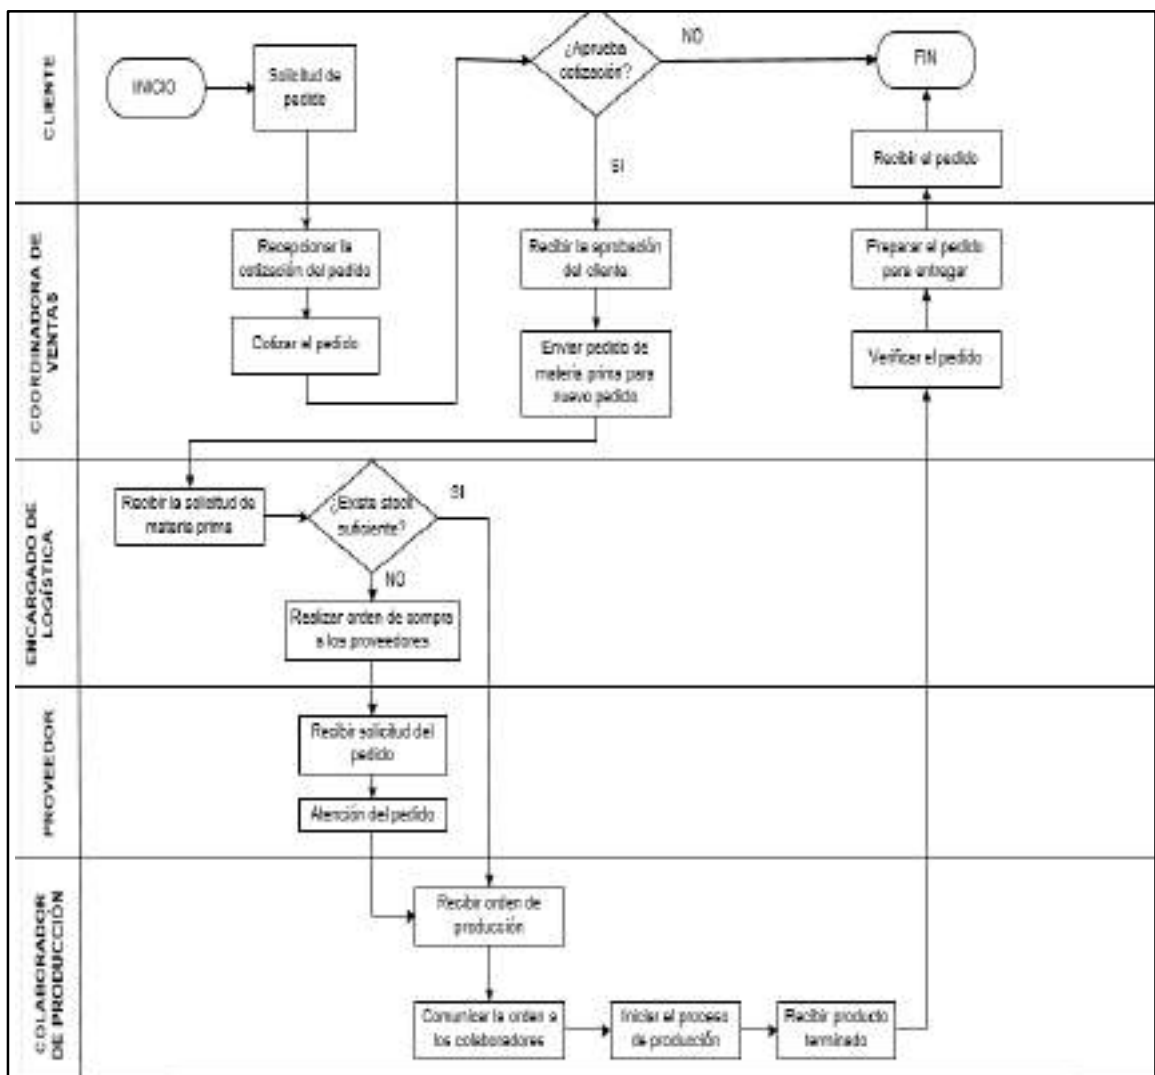 CLIENTE
INICIO
Solicitud de
pedido
¿Aprueba
cotización?
NO
SI
FIN
Recibir el pedido
COORDINADORA DE
VENTAS
Recepcionar la
cotización del pedido
Cotizar el pedido
Recibir la aprobación
del cliente
Enviar pedido de
materia prima para
nuevo pedido
Preparar el pedido
para entregar
Verificar el pedido
ENCARGADO DE
LOGÍSTICA
Recibir la solicitud de
materia prima
¿Existe stock
suficiente?
SI
NO
Realizar orden de compra
a los proveedores
PROVEEDOR
Recibir solicitud del
pedido
Atención del pedido
COLABORADOR
DE PRODUCCIÓN
Recibir orden de
producción
Comunicar la orden a
los colaboradores
Iniciar el proceso
de producción
Recibir producto
terminado